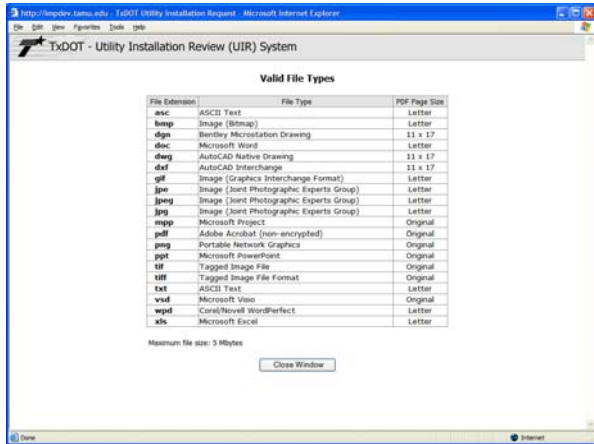 http://impdev.tamu.edu - TxDOT Utility Installation Request - Microsoft Internet Explorer
File Edit View Favorites Tools Help
TxDOT - Utility Installation Review (UIR) System
Valid File Types
File Extension File Type PDF Page Size
asc ASCII Text Letter
bmp Image (Bitmap) Letter
dgn Bentley Microstation Drawing 11 x 17
doc Microsoft Word Letter
dwg AutoCAD Native Drawing 11 x 17
dxf AutoCAD Interchange 11 x 17
gif Image (Graphics Interchange Format) Letter
jpe Image (Joint Photographic Experts Group) Letter
jpeg Image (Joint Photographic Experts Group) Letter
jpg Image (Joint Photographic Experts Group) Letter
mpp Microsoft Project Original
pdf Adobe Acrobat (non-encrypted) Original
png Portable Network Graphics Original
ppt Microsoft PowerPoint Original
tif Tagged Image File Original
tiff Tagged Image File Format Original
txt ASCII Text Letter
vsd Microsoft Visio Original
wpd Corel/Novell WordPerfect Letter
xls Microsoft Excel Letter
Maximum file size: 5 Mbytes
Close Window
Done Internet